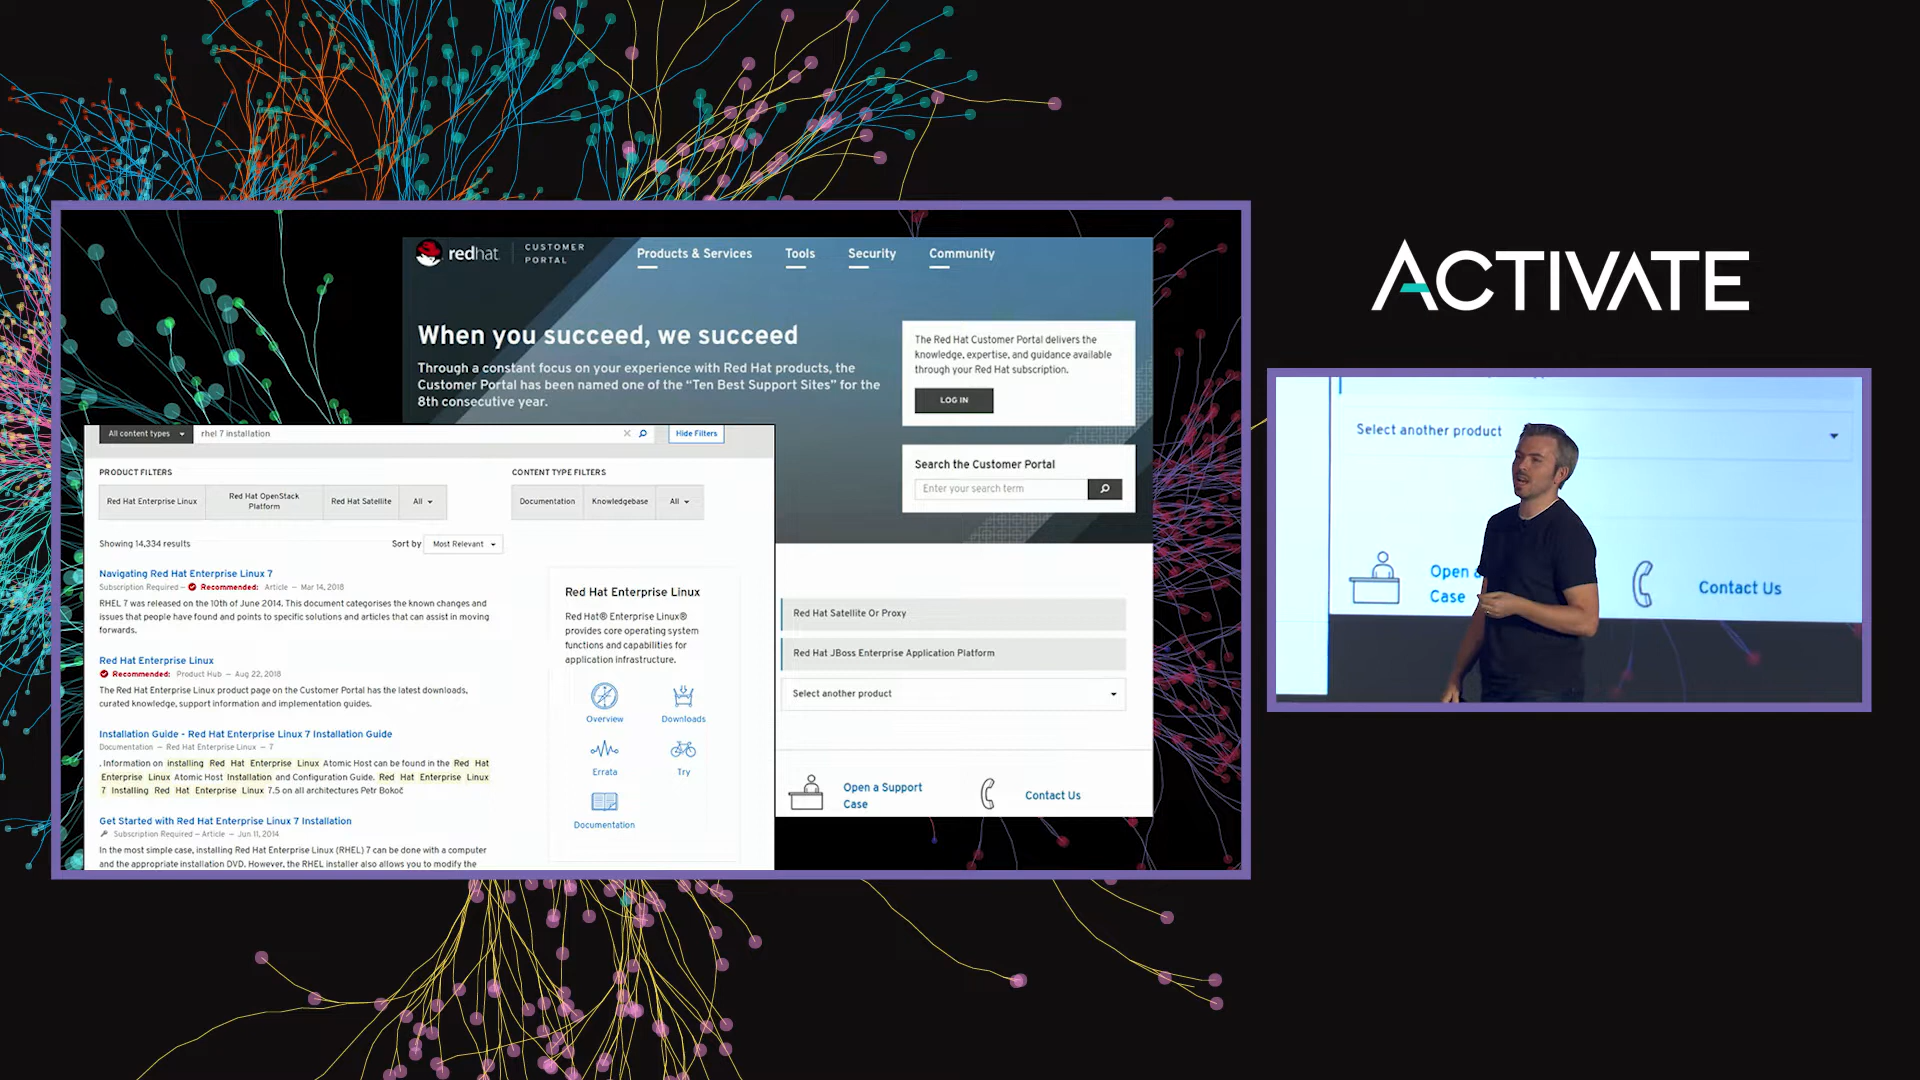 redhat
CUSTOMER
PORTAL
Products & Services
Tools
Security
Community
When you succeed, we succeed
Through a constant focus on your experience with Red Hat products, the
Customer Portal has been named one of the “Ten Best Support Sites” for the
8th consecutive year.
The Red Hat Customer Portal delivers the
knowledge, expertise, and guidance available
through your Red Hat subscription.
LOG IN
Search the Customer Portal
Enter your search term
All content types
rhel 7 installation
Hide Filters
PRODUCT FILTERS
Red Hat Enterprise Linux
Red Hat OpenStack
Platform
Red Hat Satellite
All
CONTENT TYPE FILTERS
Documentation
Knowledgebase
All
Showing 14,334 results
Sort by
Most Relevant
Navigating Red Hat Enterprise Linux 7
Subscription Required – Recommended: Article – Mar 14, 2018
RHEL 7 was released on the 10th of June 2014. This document categorises the known changes and
issues that people have found and points to specific solutions and articles that can assist in moving
forwards.
Red Hat Enterprise Linux
Recommended: Product Hub – Aug 22, 2018
The Red Hat Enterprise Linux product page on the Customer Portal has the latest downloads,
curated knowledge, support information and implementation guides.
Installation Guide - Red Hat Enterprise Linux 7 Installation Guide
Documentation – Red Hat Enterprise Linux – 7
. Information on installing Red Hat Enterprise Linux Atomic Host can be found in the Red Hat
Enterprise Linux Atomic Host Installation and Configuration Guide. Red Hat Enterprise Linux
7 Installing Red Hat Enterprise Linux 7.5 on all architectures Petr Bokoč
Get Started with Red Hat Enterprise Linux 7 Installation
Subscription Required – Article – Jun 11, 2014
In the most simple case, installing Red Hat Enterprise Linux (RHEL) 7 can be done with a computer
and the appropriate installation DVD. However, the RHEL installer also allows you to modify the
Red Hat Enterprise Linux
Red Hat® Enterprise Linux®
provides core operating system
functions and capabilities for
application infrastructure.
Overview
Downloads
Errata
Try
Documentation
Red Hat Satellite Or Proxy
Red Hat JBoss Enterprise Application Platform
Select another product
Open a Support
Case
Contact Us
ACTIVATE
Select another product
Open a
Case
Contact Us